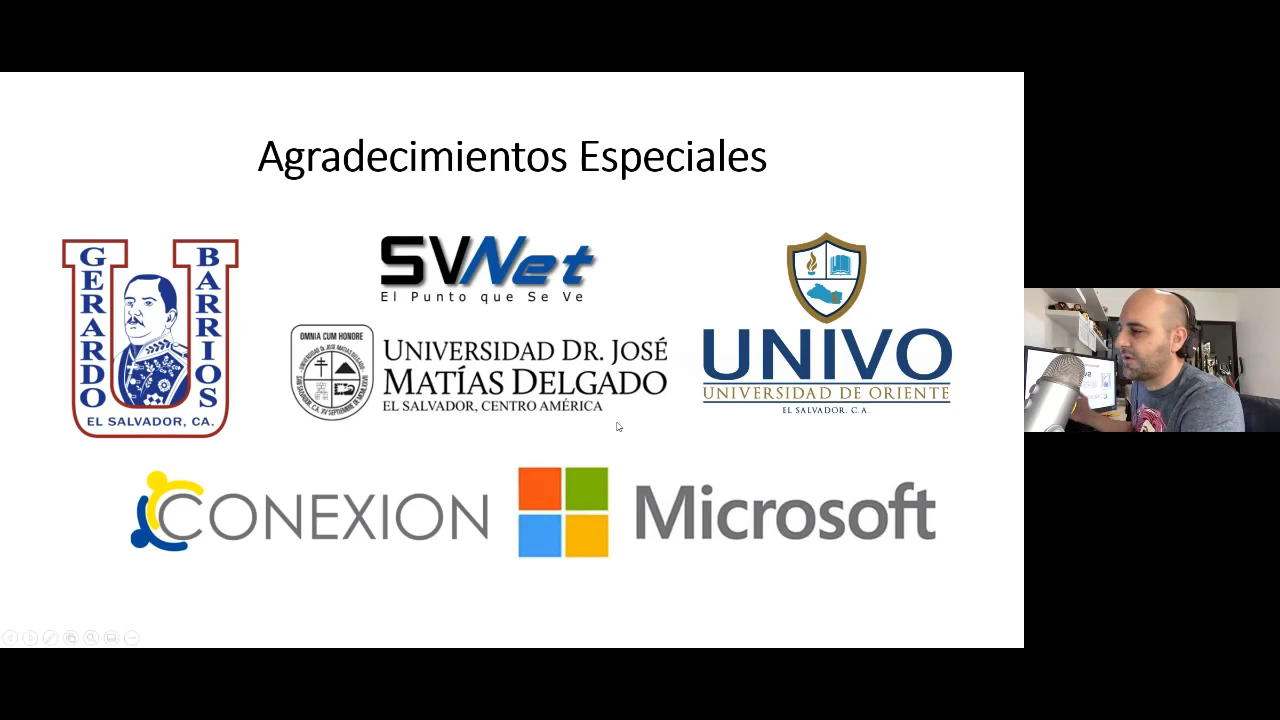 Agradecimientos Especiales
GERARDO
BARRIOS
EL SALVADOR, CA.
SVNet
El Punto que Se Ve
OMNIA CUM HONORE
UNIVERSIDAD DR. JOSÉ
MATÍAS DELGADO
EL SALVADOR, CENTRO AMÉRICA
UNIVO
UNIVERSIDAD DE ORIENTE
EL SALVADOR. C.A.
CONEXION
Microsoft